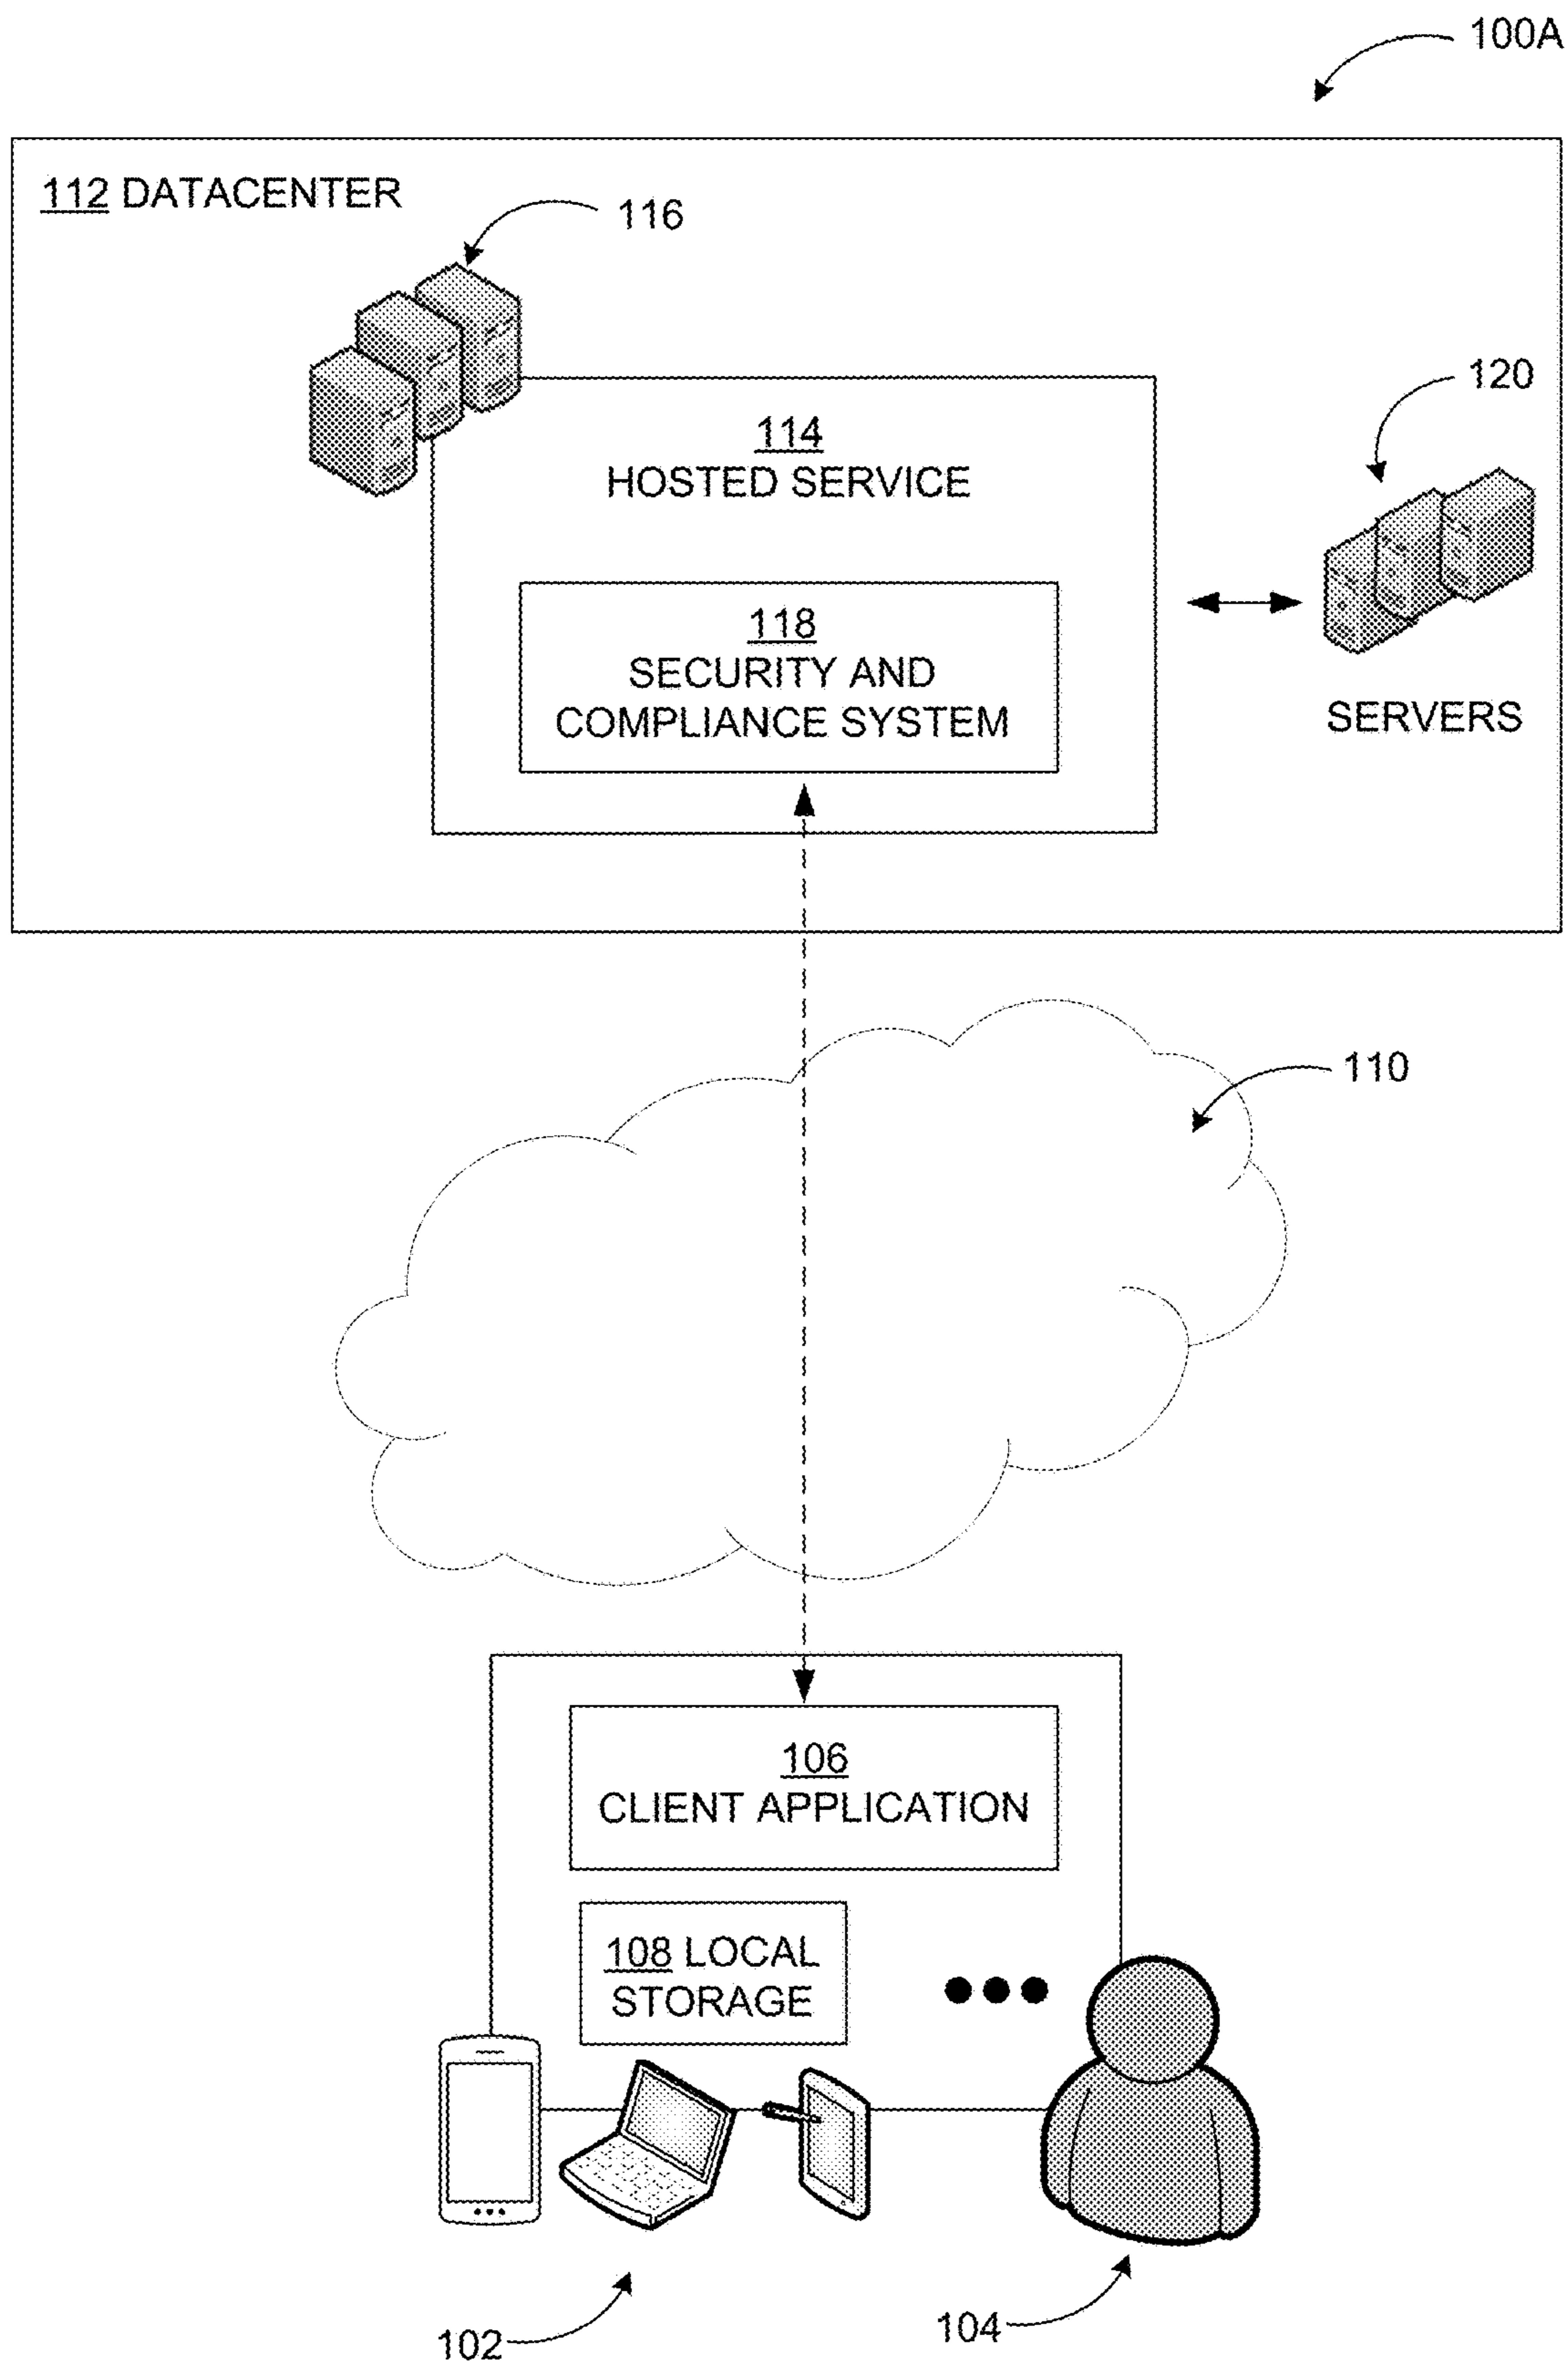 100A
112 DATACENTER
116
120
114
HOSTED SERVICE
118
SECURITY AND
COMPLIANCE SYSTEM
SERVERS
110
106
CLIENT APPLICATION
108 LOCAL
STORAGE
102
104